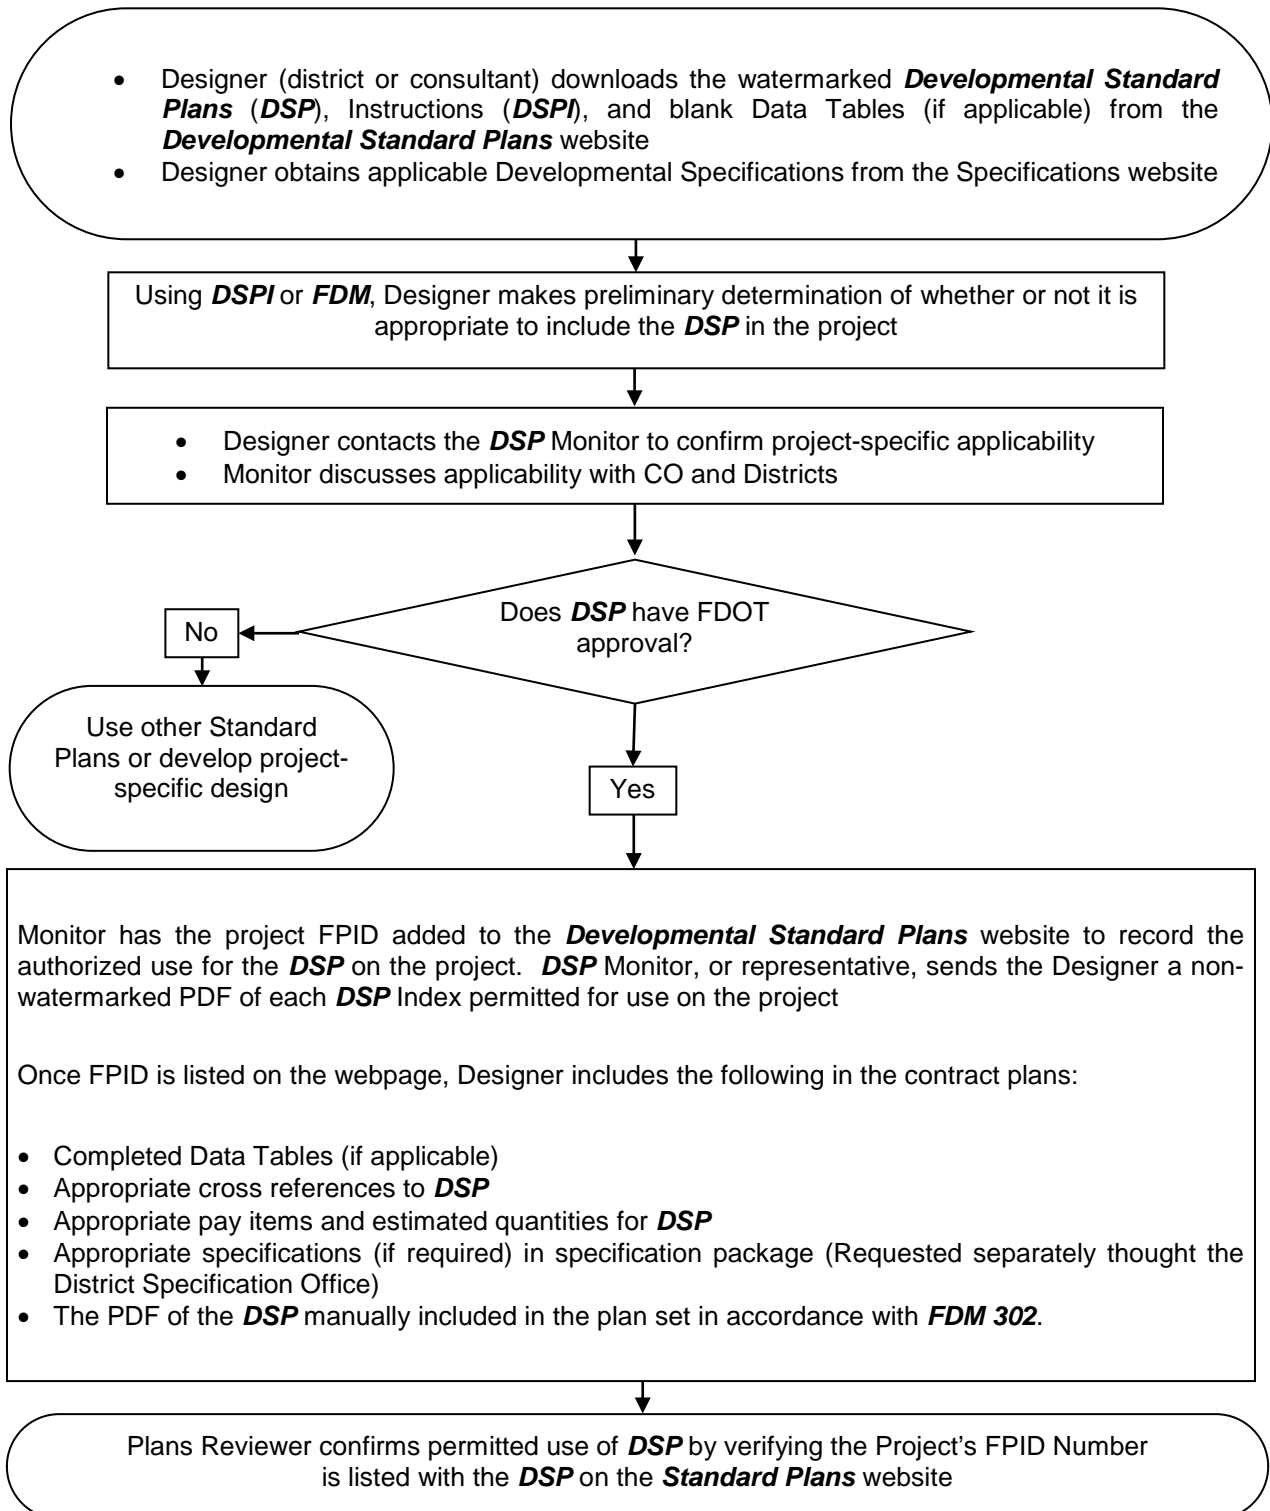 • Designer (district or consultant) downloads the watermarked Developmental Standard
Plans (DSP), Instructions (DSPI), and blank Data Tables (if applicable) from the
Developmental Standard Plans website
• Designer obtains applicable Developmental Specifications from the Specifications website
Using DSPI or FDM, Designer makes preliminary determination of whether or not it is
appropriate to include the DSP in the project
• Designer contacts the DSP Monitor to confirm project-specific applicability
• Monitor discusses applicability with CO and Districts
Does DSP have FDOT
approval?
No
Use other Standard
Plans or develop project-
specific design
Yes
Monitor has the project FPID added to the Developmental Standard Plans website to record the
authorized use for the DSP on the project. DSP Monitor, or representative, sends the Designer a non-
watermarked PDF of each DSP Index permitted for use on the project
Once FPID is listed on the webpage, Designer includes the following in the contract plans:
• Completed Data Tables (if applicable)
• Appropriate cross references to DSP
• Appropriate pay items and estimated quantities for DSP
• Appropriate specifications (if required) in specification package (Requested separately thought the
District Specification Office)
• The PDF of the DSP manually included in the plan set in accordance with FDM 302.
Plans Reviewer confirms permitted use of DSP by verifying the Project's FPID Number
is listed with the DSP on the Standard Plans website